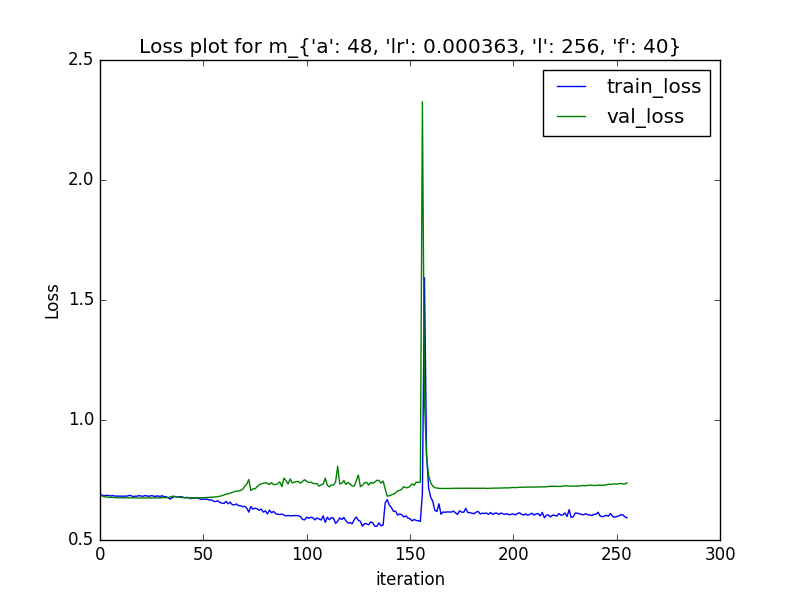 Loss plot for m_{'a': 48, 'lr': 0.000363, 'l': 256, 'f': 40}
2.5
2.0
1.5
1.0
0.5
Loss
train_loss
val_loss
0 50 100 150 200 250 300
iteration